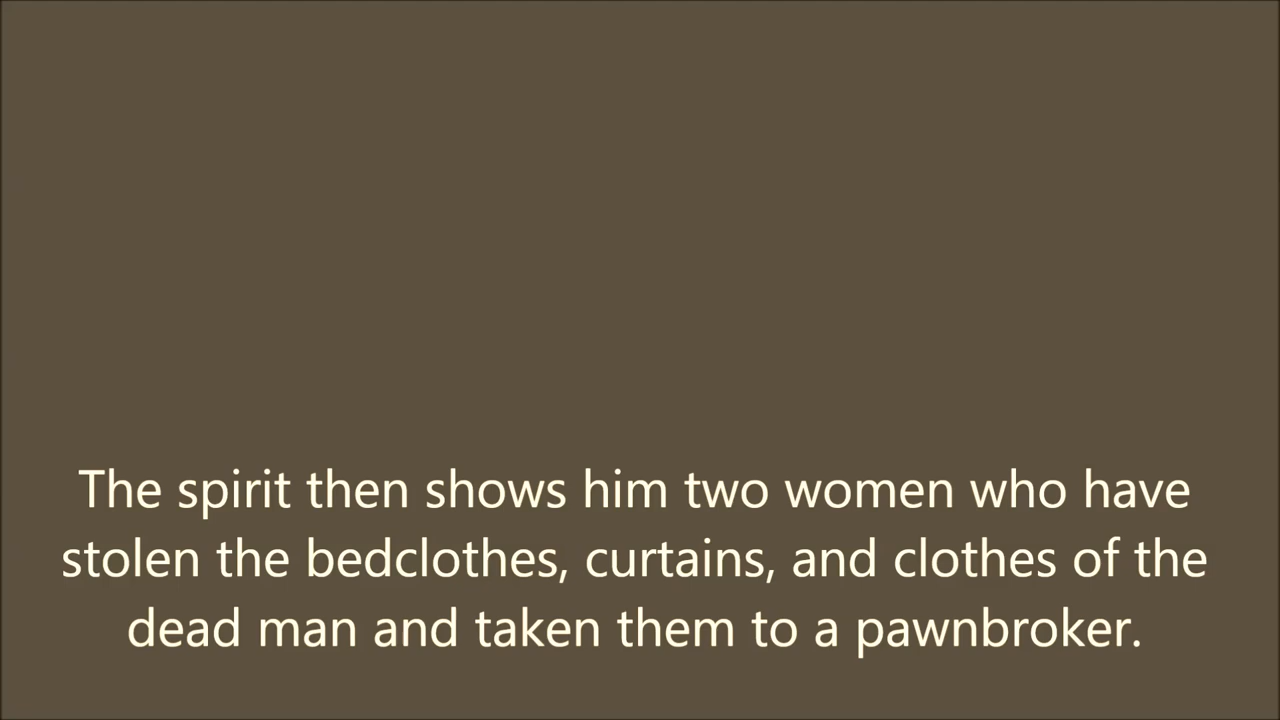 The spirit then shows him two women who have
stolen the bedclothes, curtains, and clothes of the
dead man and taken them to a pawnbroker.